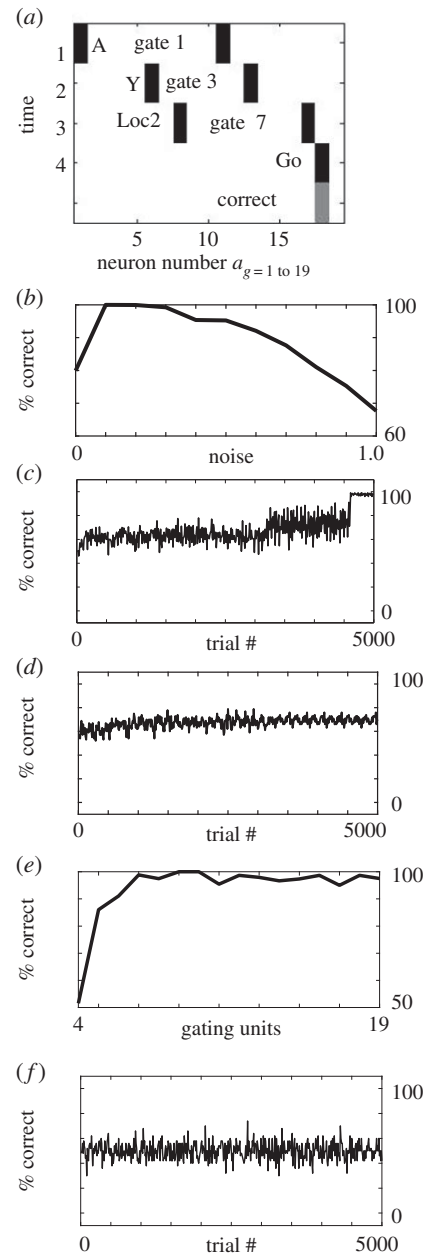 (a)
1
A
gate 1
2
Y
gate 3
3
Loc2
gate 7
4
Go
correct
time
5
10
15
neuron number a g = 1 to 19
(b)
100
% correct
60
0
noise
1.0
(c)
100
% correct
0
0
trial #
5000
(d)
100
% correct
0
0
trial #
5000
(e)
100
% correct
50
4
gating units
19
(f)
100
% correct
0
0
trial #
5000